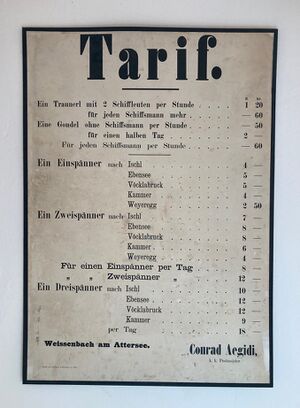 Tarif.
fl. kr.
Ein Traunerl mit 2 Schiffleuten per Stunde . . . . 1 20
für jeden Schiffsmann mehr . . . . — 60
Eine Gondel ohne Schiffsmann per Stunde . . . . — 50
für einen halben Tag . . . . 2 —
Für jeden Schiffsmann per Stunde . . . . — 60
Ein Einspänner nach Ischl . . . . 4 —
Ebensee . . . . 5 —
Vöcklabruck . . . . 5 —
Kammer . . . . 4 —
Weyeregg . . . . 2 50
Ein Zweispänner nach Ischl . . . . 7 —
Ebensee . . . . 8 —
Vöcklabruck . . . . 8 —
Kammer . . . . 6 —
Weyeregg . . . . 4 —
Für einen Einspänner per Tag . . . . 8 —
„ „ Zweispänner „ . . . . 12 —
Ein Dreispänner nach Ischl . . . . 10 —
Ebensee . . . . 12 —
Vöcklabruck . . . . 12 —
Kammer . . . . 9 —
per Tag . . . . 18 —
Weissenbach am Attersee.
Conrad Aegidi,
k. k. Postmeister